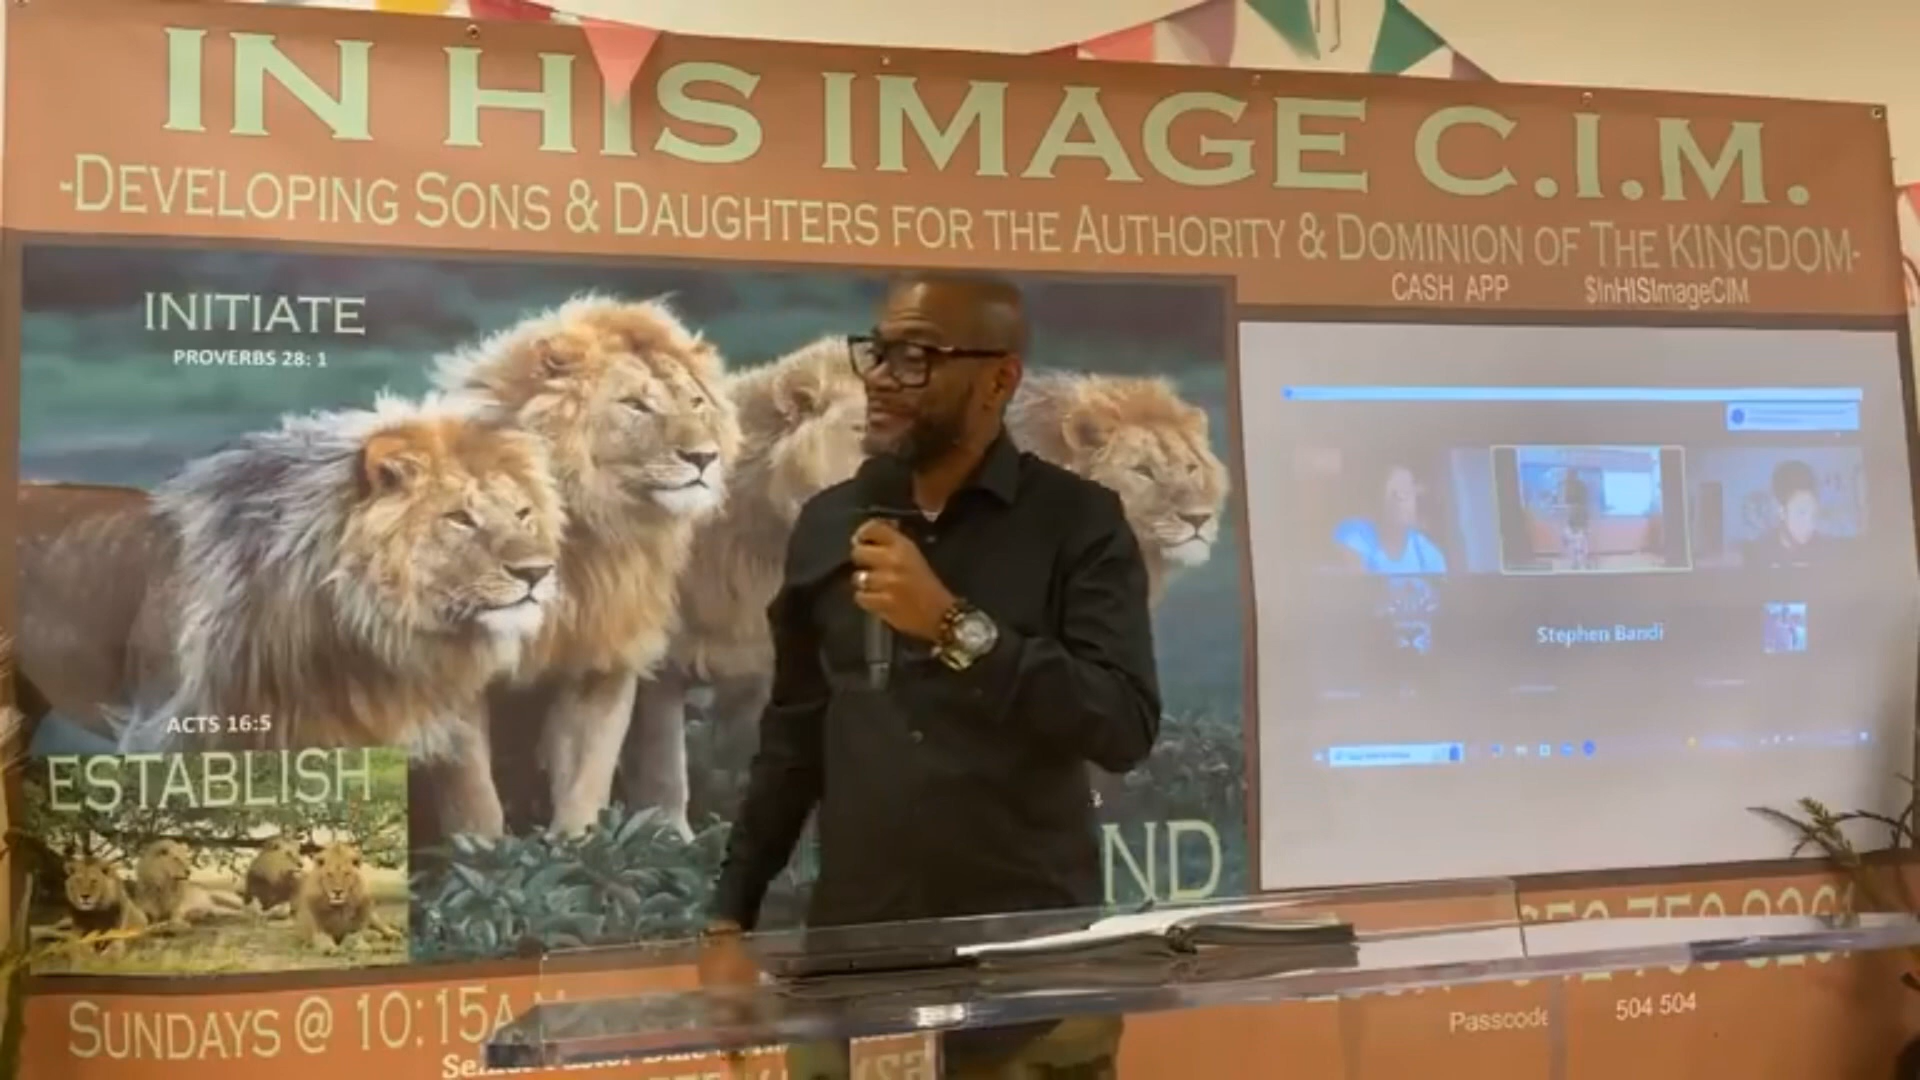 IN HIS IMAGE C.I.M.
-DEVELOPING SONS & DAUGHTERS FOR THE AUTHORITY & DOMINION OF THE KINGDOM-
CASH APP $InHISImageCIM
INITIATE
PROVERBS 28: 1
Stephen Bandi
ACTS 16:5
ESTABLISH
ND
SUNDAYS @ 10:15A
Passcode 504 504